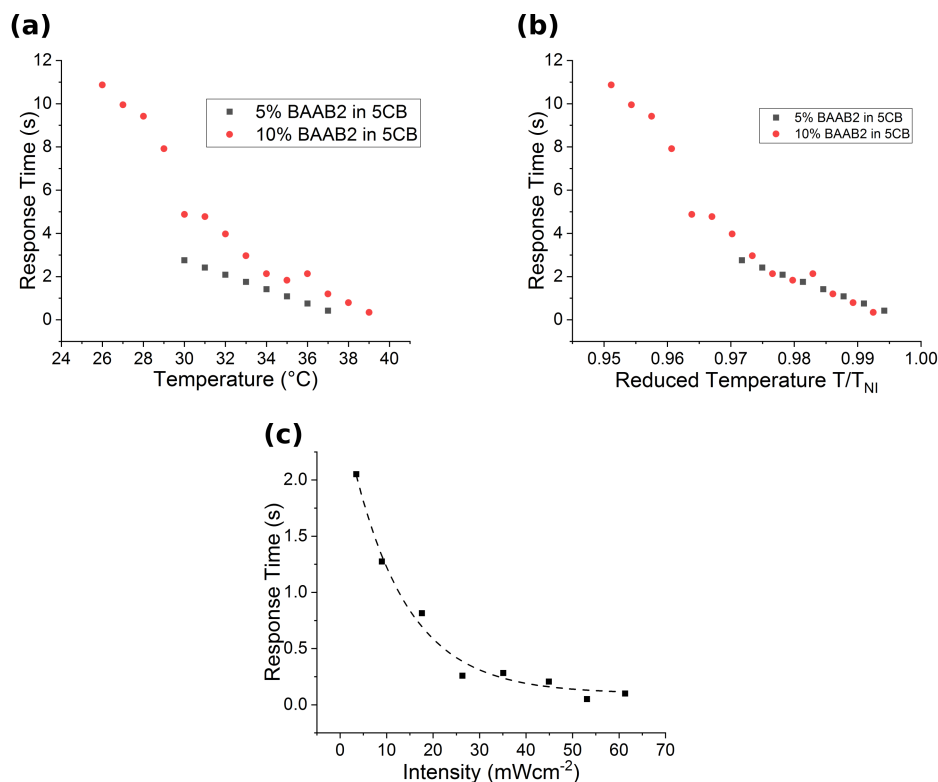 (a)
12
10
8
6
4
2
0
Response Time (s)
5% BAAB2 in 5CB
10% BAAB2 in 5CB
24 26 28 30 32 34 36 38 40
Temperature (°C)
(b)
12
10
8
6
4
2
0
Response Time (s)
5% BAAB2 in 5CB
10% BAAB2 in 5CB
0.95 0.96 0.97 0.98 0.99 1.00
Reduced Temperature T/T_NI
(c)
2.0
1.5
1.0
0.5
0.0
Response Time (s)
0 10 20 30 40 50 60 70
Intensity (mWcm⁻²)